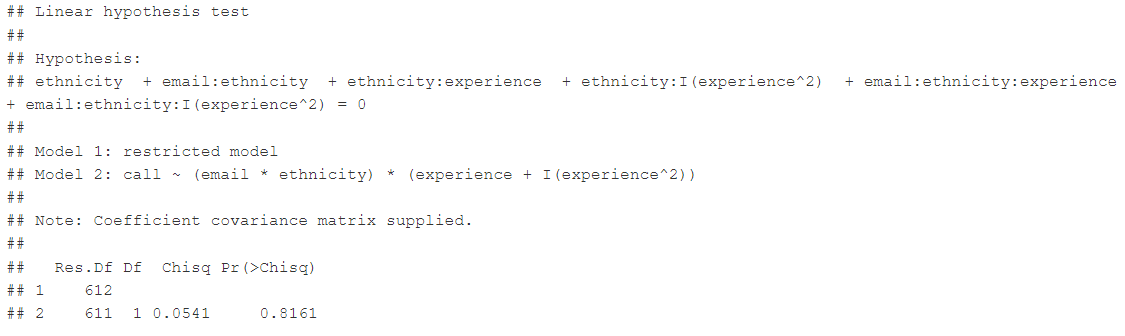 ## Linear hypothesis test
##
## Hypothesis:
## ethnicity  + email:ethnicity  + ethnicity:experience  + ethnicity:I(experience^2)  + email:ethnicity:experience
+ email:ethnicity:I(experience^2) = 0
##
## Model 1: restricted model
## Model 2: call ~ (email * ethnicity) * (experience + I(experience^2))
##
## Note: Coefficient covariance matrix supplied.
##
##   Res.Df Df  Chisq Pr(>Chisq)
## 1    612
## 2    611  1 0.0541     0.8161